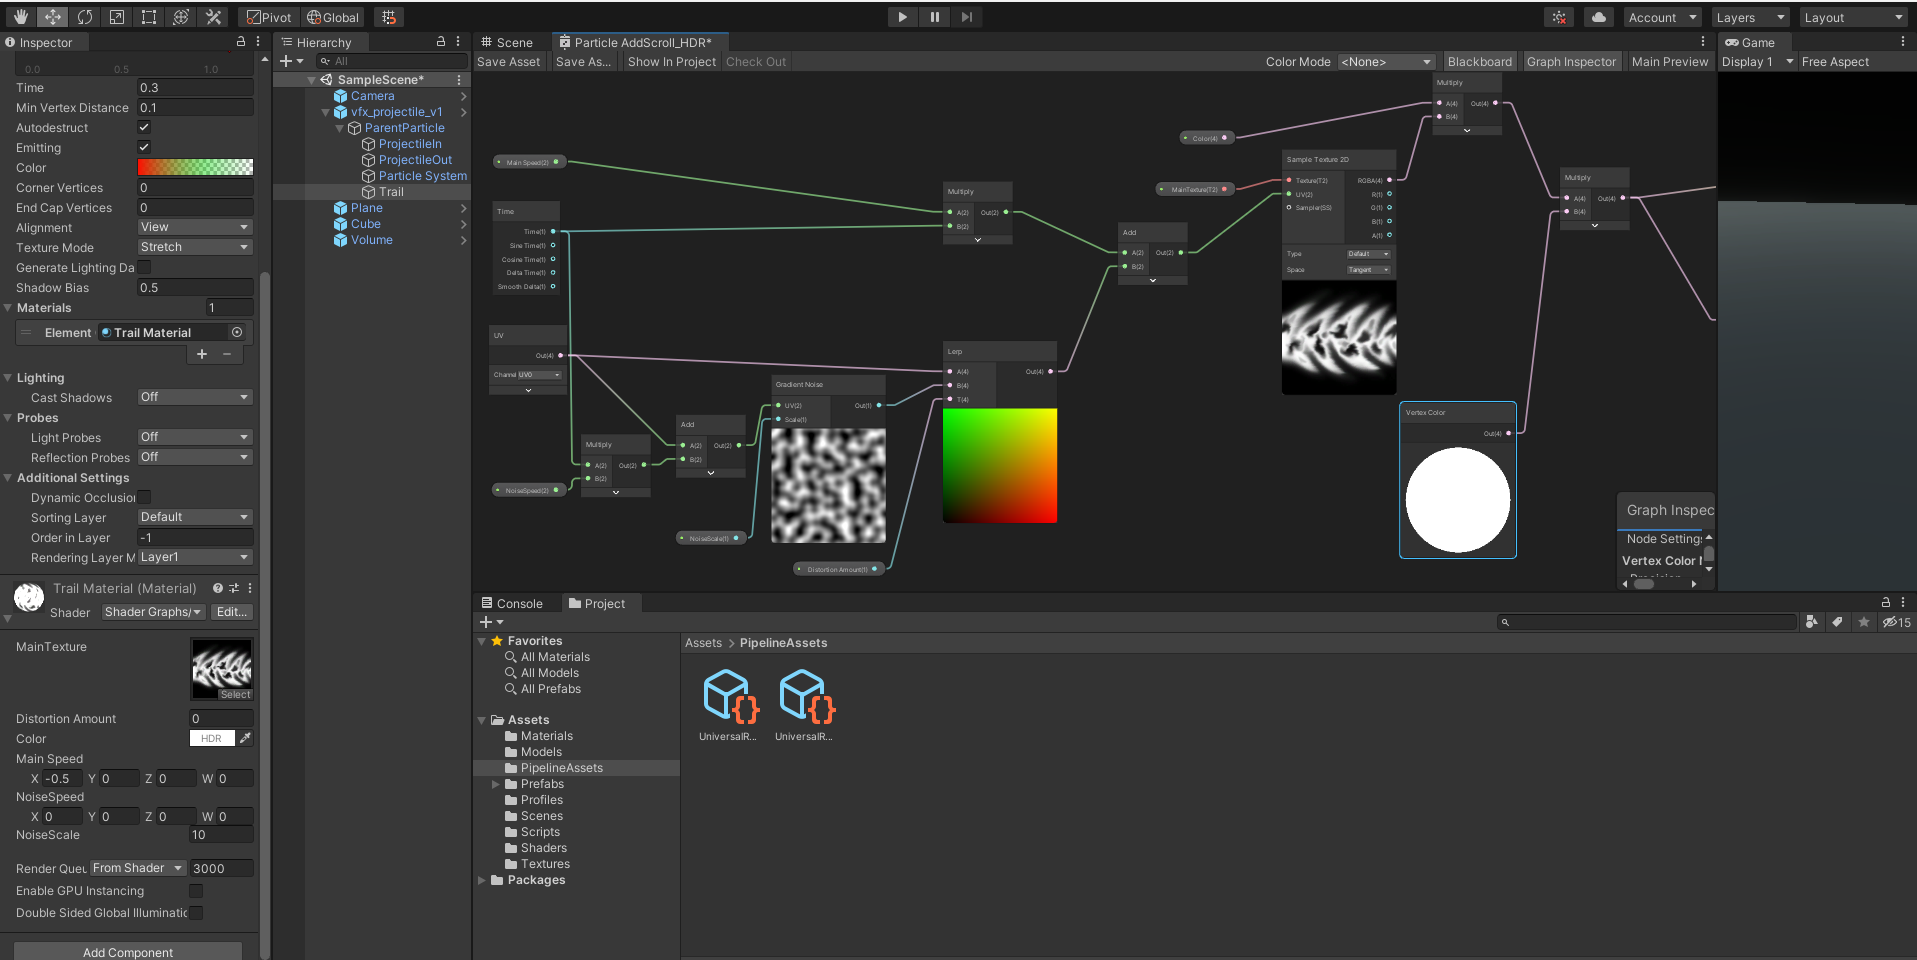 Pivot
Global
Account
Layers
Layout
Inspector
0.0 0.5 1.0
Time 0.3
Min Vertex Distance 0.1
Autodestruct
Emitting
Color
Corner Vertices 0
End Cap Vertices 0
Alignment View
Texture Mode Stretch
Generate Lighting Da
Shadow Bias 0.5
Materials 1
Element Trail Material
+ −
Lighting
Cast Shadows Off
Probes
Light Probes Off
Reflection Probes Off
Additional Settings
Dynamic Occlusion
Sorting Layer Default
Order in Layer -1
Rendering Layer M Layer1
Trail Material (Material)
Shader Shader Graphs/ Edit...
MainTexture
Select
Distortion Amount 0
Color HDR
Main Speed
X -0.5 Y 0 Z 0 W 0
NoiseSpeed
X 0 Y 0 Z 0 W 0
NoiseScale 10
Render Queu From Shader 3000
Enable GPU Instancing
Double Sided Global Illuminatic
Add Component
Hierarchy
All
SampleScene*
Camera
vfx_projectile_v1
ParentParticle
ProjectileIn
ProjectileOut
Particle System
Trail
Plane
Cube
Volume
Scene
Particle AddScroll_HDR*
Save Asset Save As... Show In Project Check Out
Color Mode <None> Blackboard Graph Inspector Main Preview
Main Speed(2)
Time
Time(1)
Sine Time(1)
Cosine Time(1)
Delta Time(1)
Smooth Delta(1)
UV
Out(4)
Channel UV0
NoiseSpeed(2)
Multiply
A(2) Out(2)
B(2)
Add
A(2) Out(2)
B(2)
NoiseScale(1)
Gradient Noise
UV(2) Out(1)
Scale(1)
Distortion Amount(1)
Multiply
A(2) Out(2)
B(2)
Lerp
A(4) Out(4)
B(4)
T(4)
Add
A(2) Out(2)
B(2)
Color(4)
MainTexture(T2)
Sample Texture 2D
Texture(T2) RGBA(4)
UV(2) R(1)
Sampler(SS) G(1)
B(1)
A(1)
Type Default
Space Tangent
Multiply
A(4) Out(4)
B(4)
Multiply
A(4) Out(4)
B(4)
Vertex Color
Out(4)
Graph Inspec
Node Settings
Vertex Color N
Precision
Game
Display 1 Free Aspect
Console
Project
15
Favorites
All Materials
All Models
All Prefabs
Assets
Materials
Models
PipelineAssets
Prefabs
Profiles
Scenes
Scripts
Shaders
Textures
Packages
Assets > PipelineAssets
UniversalR... UniversalR...